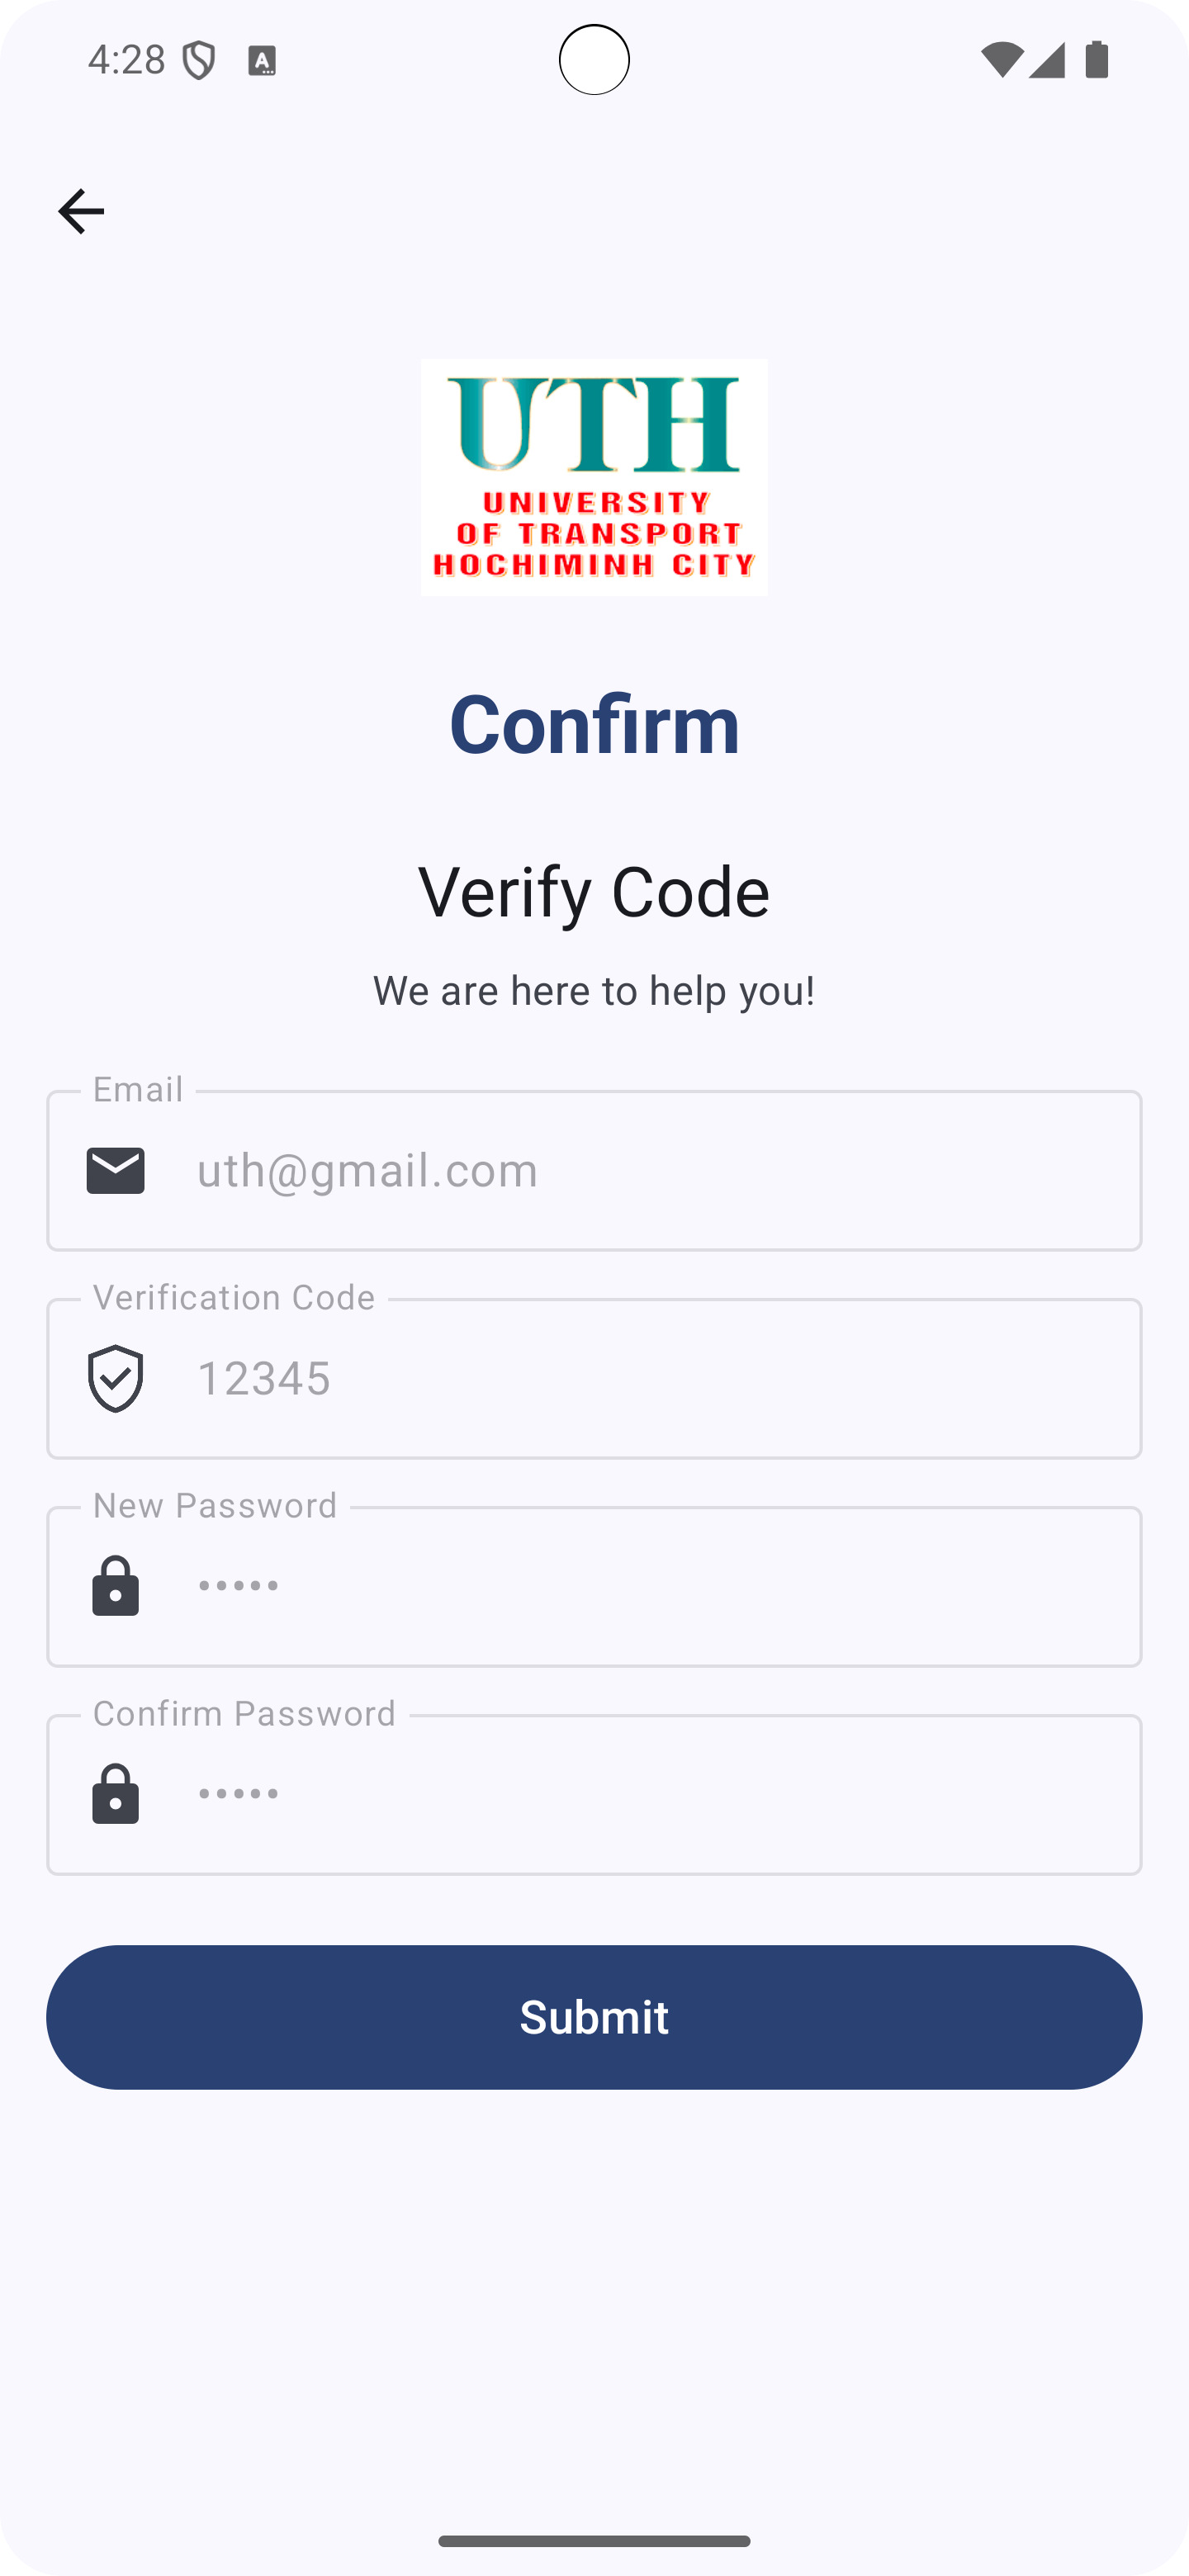 4:28
A
UTH
UNIVERSITY
OF TRANSPORT
HOCHIMINH CITY
Confirm
Verify Code
We are here to help you!
Email
uth@gmail.com
Verification Code
12345
New Password
•••••
Confirm Password
•••••
Submit